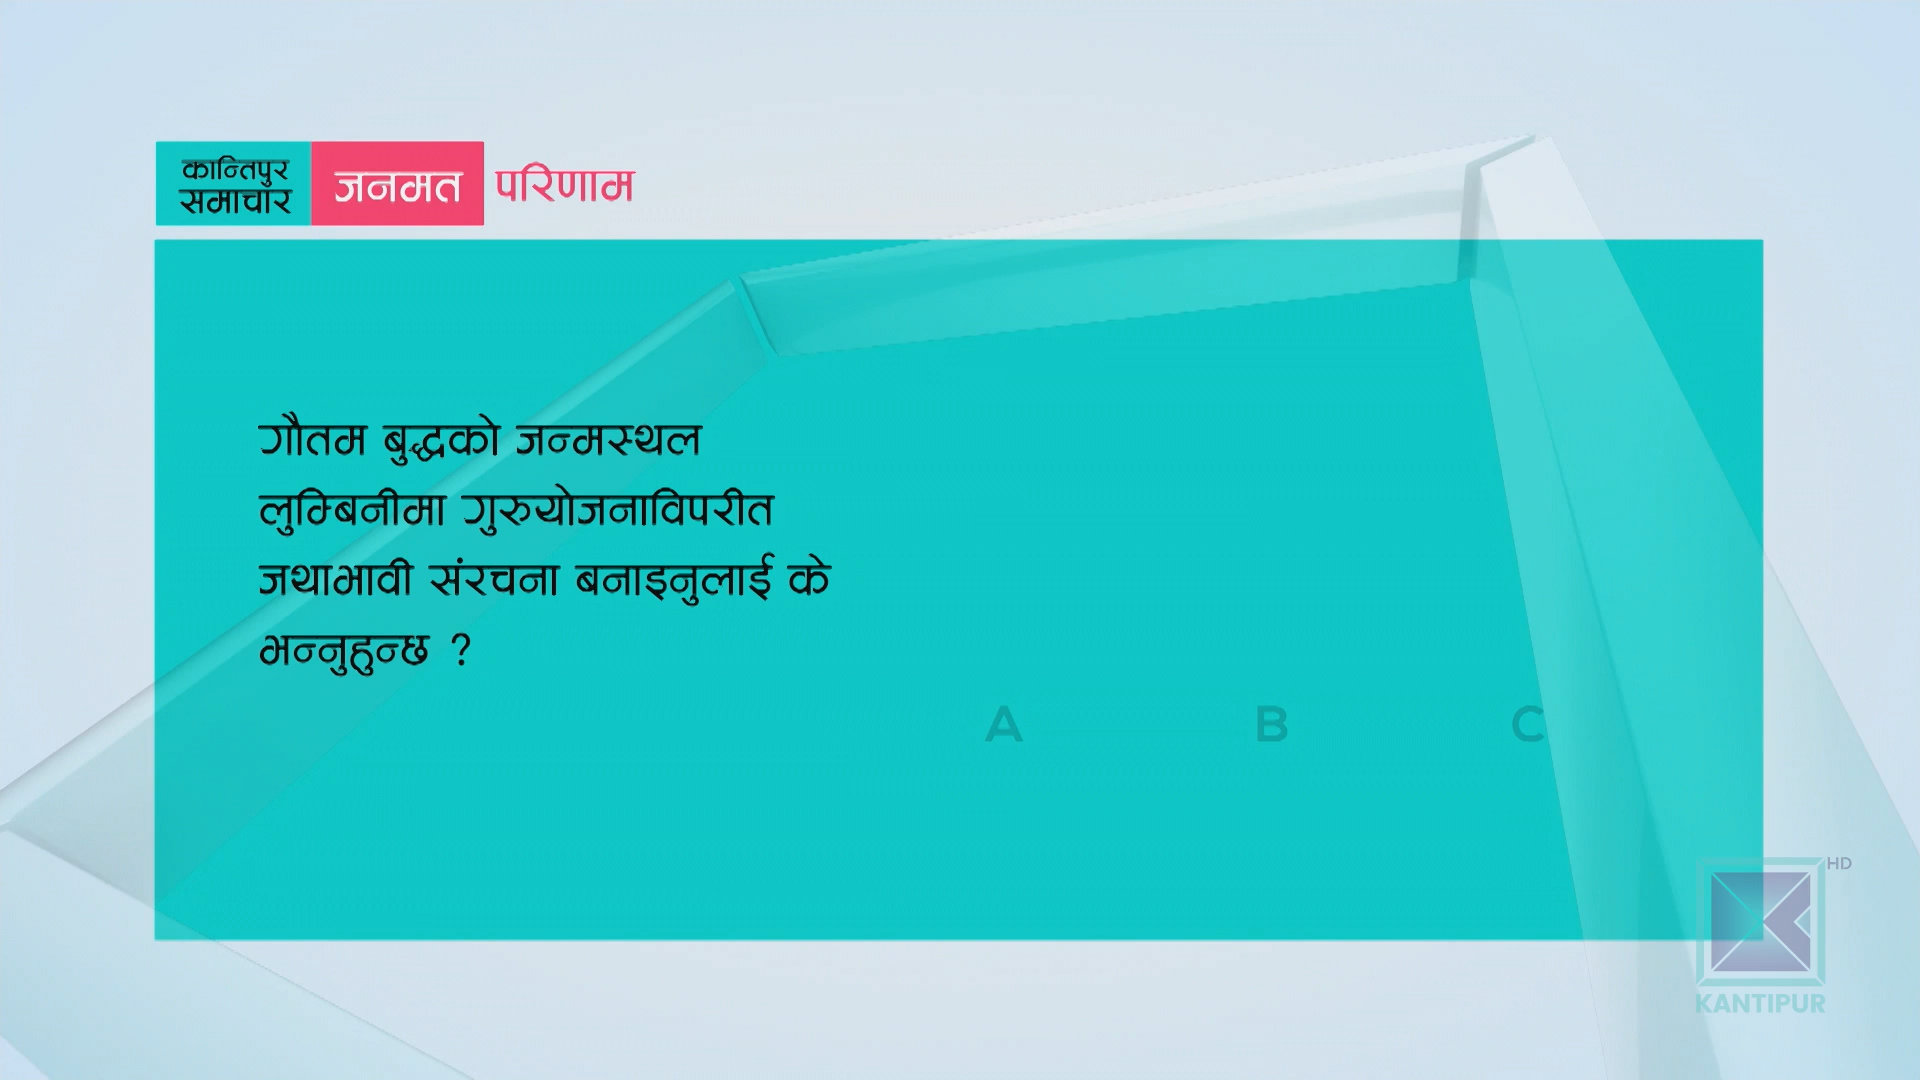 कान्तिपुर
समाचार
जनमत परिणाम
गौतम बुद्धको जन्मस्थल
लुम्बिनीमा गुरुयोजनाविपरीत
जथाभावी संरचना बनाइनुलाई के
भन्नुहुन्छ ?
A B C
HD
KANTIPUR